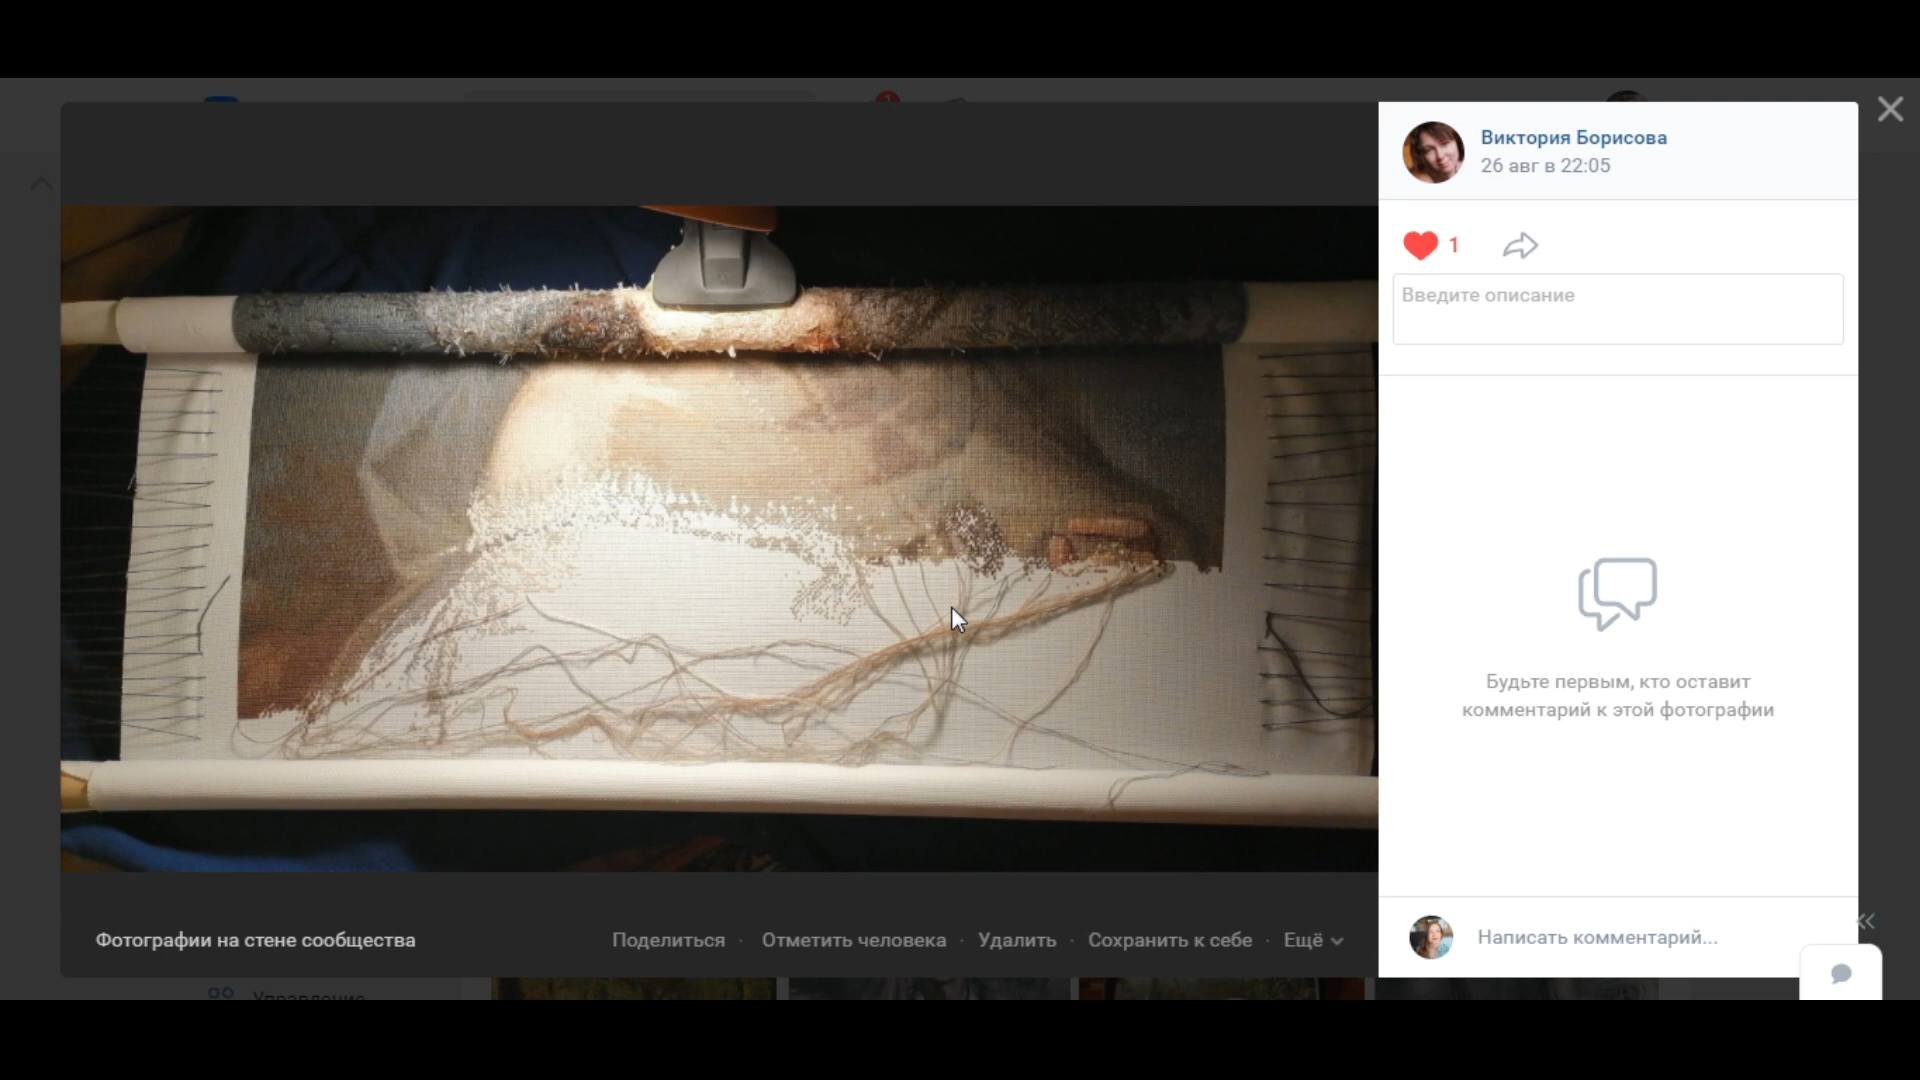 Виктория Борисова
26 авг в 22:05
1
Введите описание
Будьте первым, кто оставит
комментарий к этой фотографии
Фотографии на стене сообщества
Поделиться · Отметить человека · Удалить · Сохранить к себе · Ещё
Написать комментарий...
Управление